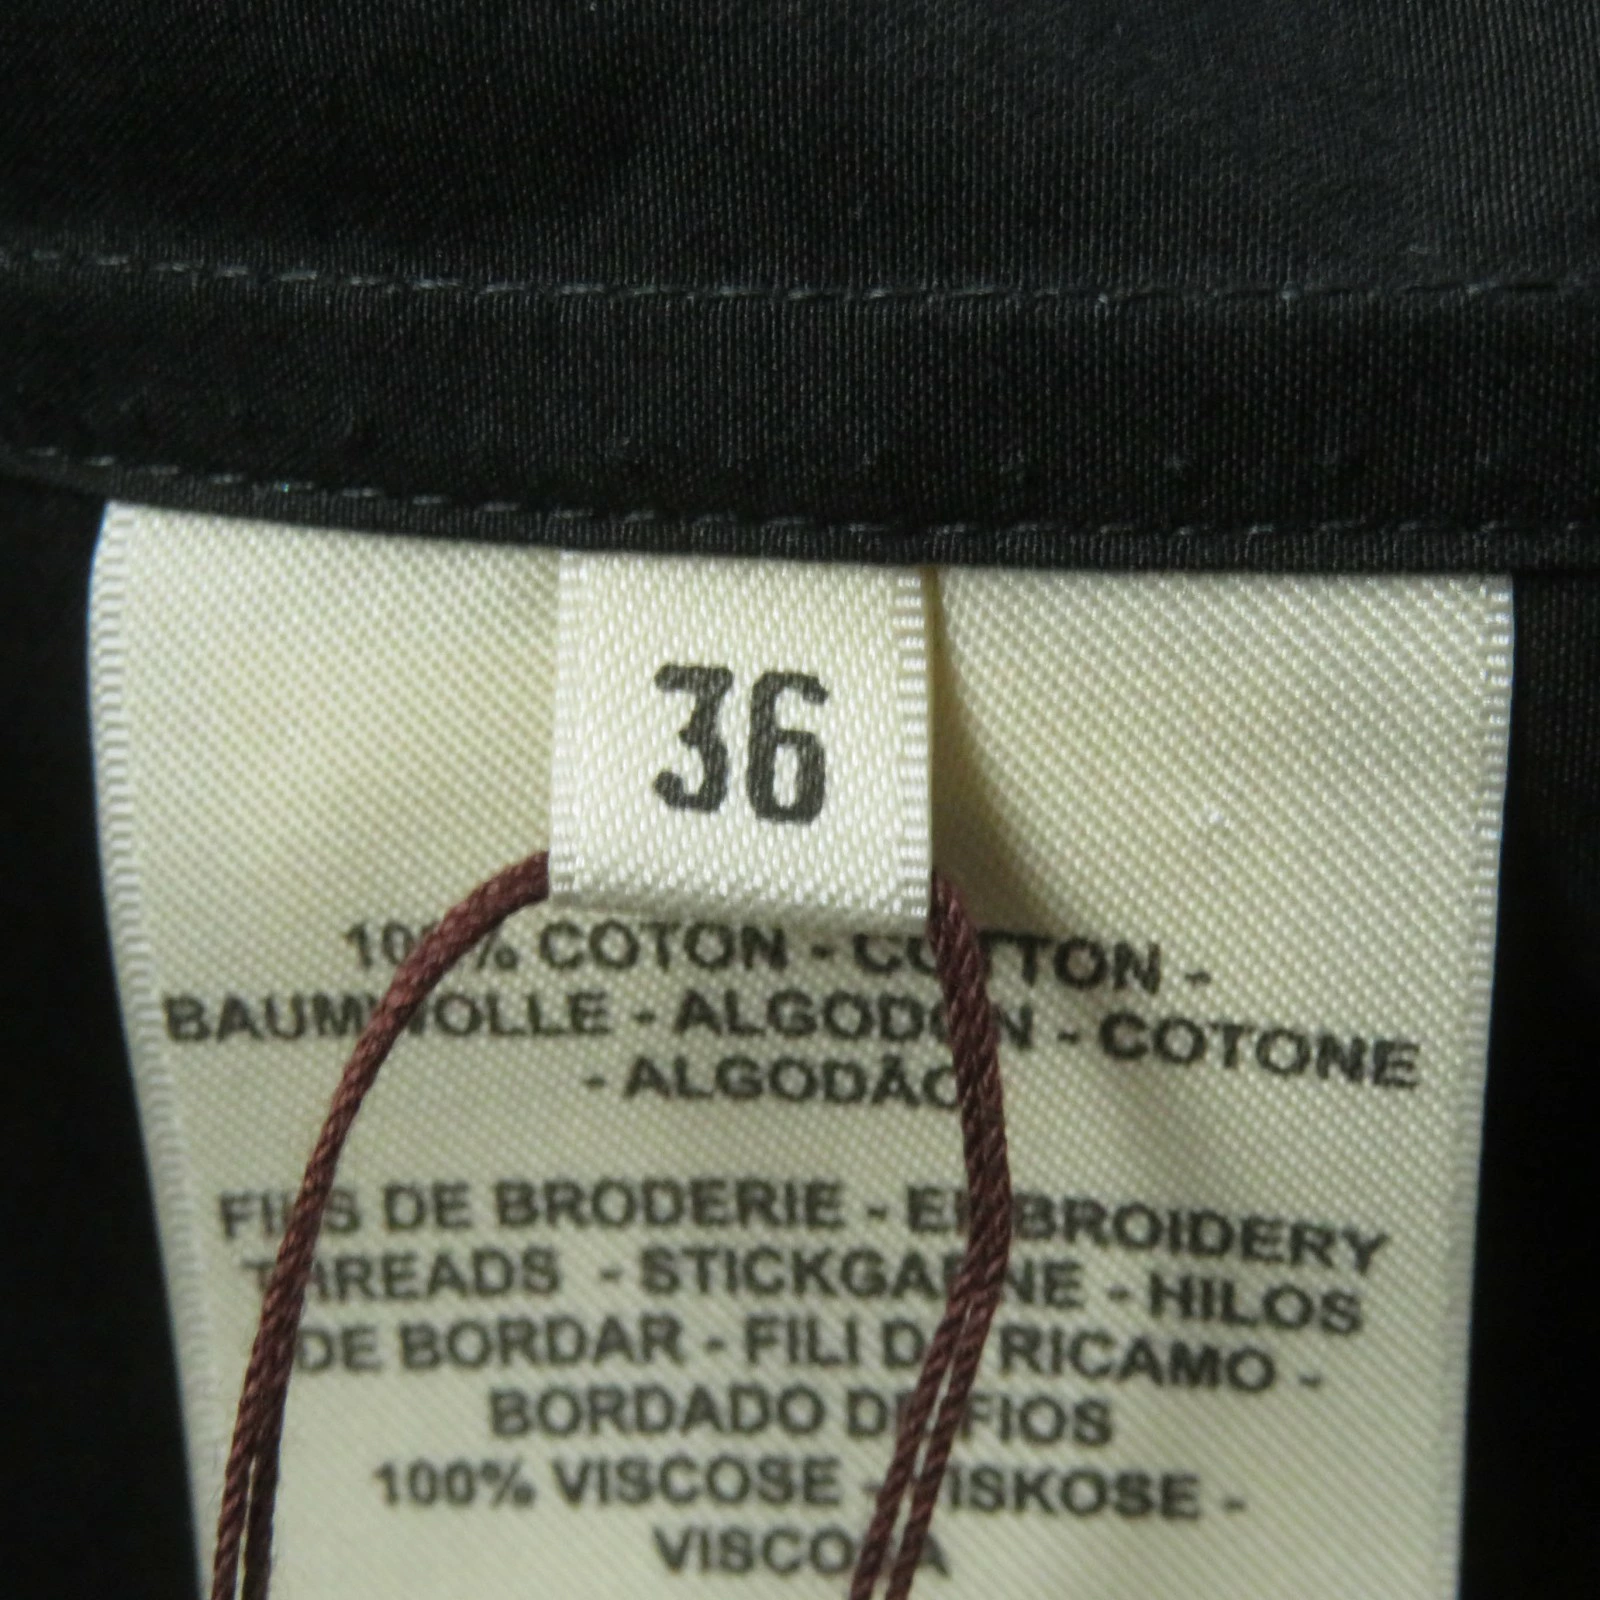 36
100% COTON - COTTON -
BAUMWOLLE - ALGODON - COTONE
- ALGODÃO
FILS DE BRODERIE - EMBROIDERY
THREADS - STICKGARNE - HILOS
DE BORDAR - FILI DA RICAMO -
BORDADO DE FIOS
100% VISCOSE - VISKOSE -
VISCOSA